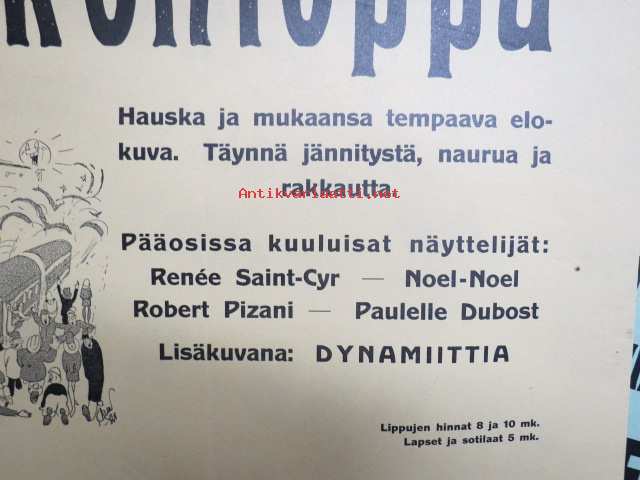 Hauska ja mukaansa tempaava elo-
kuva. Täynnä jännitystä, naurua ja
rakkautta.
Antikvariaatti.net
Pääosissa kuuluisat näyttelijät:
Renée Saint-Cyr — Noel-Noel
Robert Pizani — Paulelle Dubost
Lisäkuvana: DYNAMIITTIA
Lippujen hinnat 8 ja 10 mk.
Lapset ja sotilaat 5 mk.